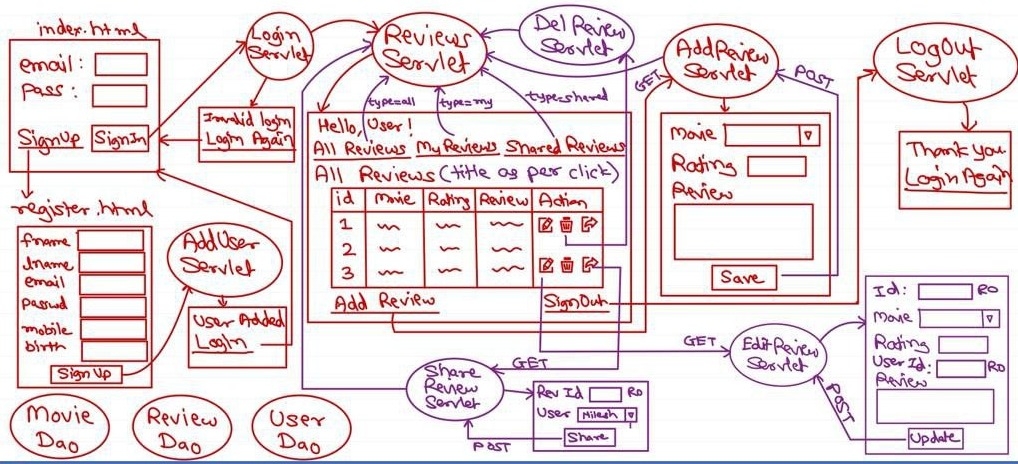 index.html
email :
pass :
SignUp
SignIn
Login
Servlet
Invalid login
Login Again
Reviews
Servlet
Del Review
Servlet
AddReview
Servlet
LogOut
Servlet
type=all
type=my
type=shared
GET
POST
Hello, User!
All Reviews My Reviews Shared Reviews
All Reviews (title as per click)
id Movie Rating Review Action
1
2
3
Add Review
SignOut
Movie
Rating
Review
Save
Thank you
Login Again
register.html
fname
lname
email
passwd
mobile
birth
SignUp
AddUser
Servlet
User Added
Login
GET
Share
Review
Servlet
Rev Id RO
User Nilesh
Share
POST
GET
EditReview
Servlet
POST
Id: RO
Movie
Rating
User Id: RO
Review
Update
Movie
Dao
Review
Dao
User
Dao